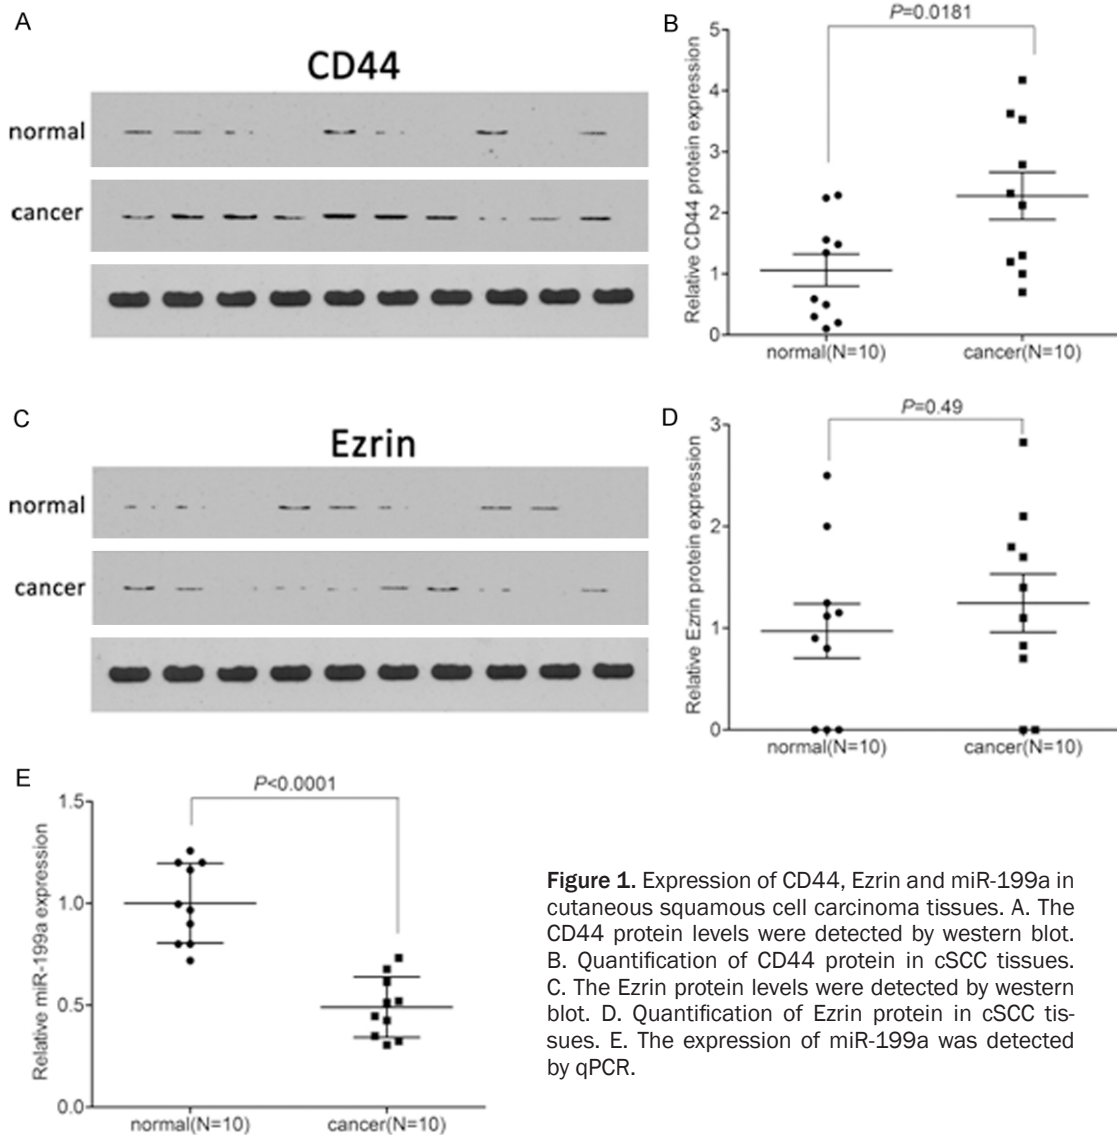 A
CD44
normal
cancer
B
P=0.0181
Relative CD44 protein expression
5
4
3
2
1
0
normal(N=10)
cancer(N=10)
C
Ezrin
normal
cancer
D
P=0.49
Relative Ezrin protein expression
3
2
1
0
normal(N=10)
cancer(N=10)
E
P<0.0001
Relative miR-199a expression
1.5
1.0
0.5
0.0
normal(N=10)
cancer(N=10)
Figure 1. Expression of CD44, Ezrin and miR-199a in
cutaneous squamous cell carcinoma tissues. A. The
CD44 protein levels were detected by western blot.
B. Quantification of CD44 protein in cSCC tissues.
C. The Ezrin protein levels were detected by western
blot. D. Quantification of Ezrin protein in cSCC tis-
sues. E. The expression of miR-199a was detected
by qPCR.